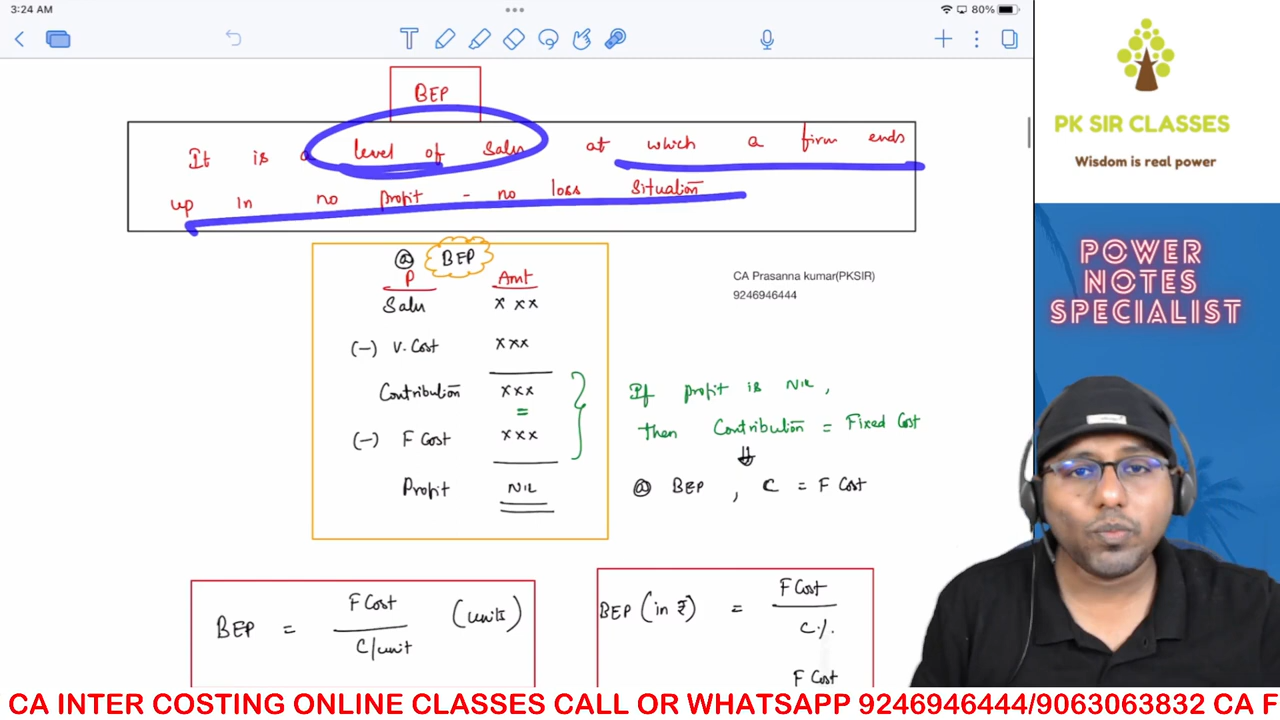 3:24 AM
80%
BEP
It is a level of Sales at which a firm ends
up in no profit - no loss Situation
@ BEP
P Amt
Sales x xx
(-) V. Cost xxx
Contribution xxx
=
(-) F Cost xxx
Profit NIL
CA Prasanna kumar(PKSIR)
9246946444
If profit is NIL,
then Contribution = Fixed Cost
⇓
@ BEP, C = F Cost
BEP = F Cost / C/unit (units)
BEP (in ₹) = F Cost / C%.
F Cost
PK SIR CLASSES
Wisdom is real power
POWER
NOTES
SPECIALIST
CA INTER COSTING ONLINE CLASSES CALL OR WHATSAPP 9246946444/9063063832 CA F